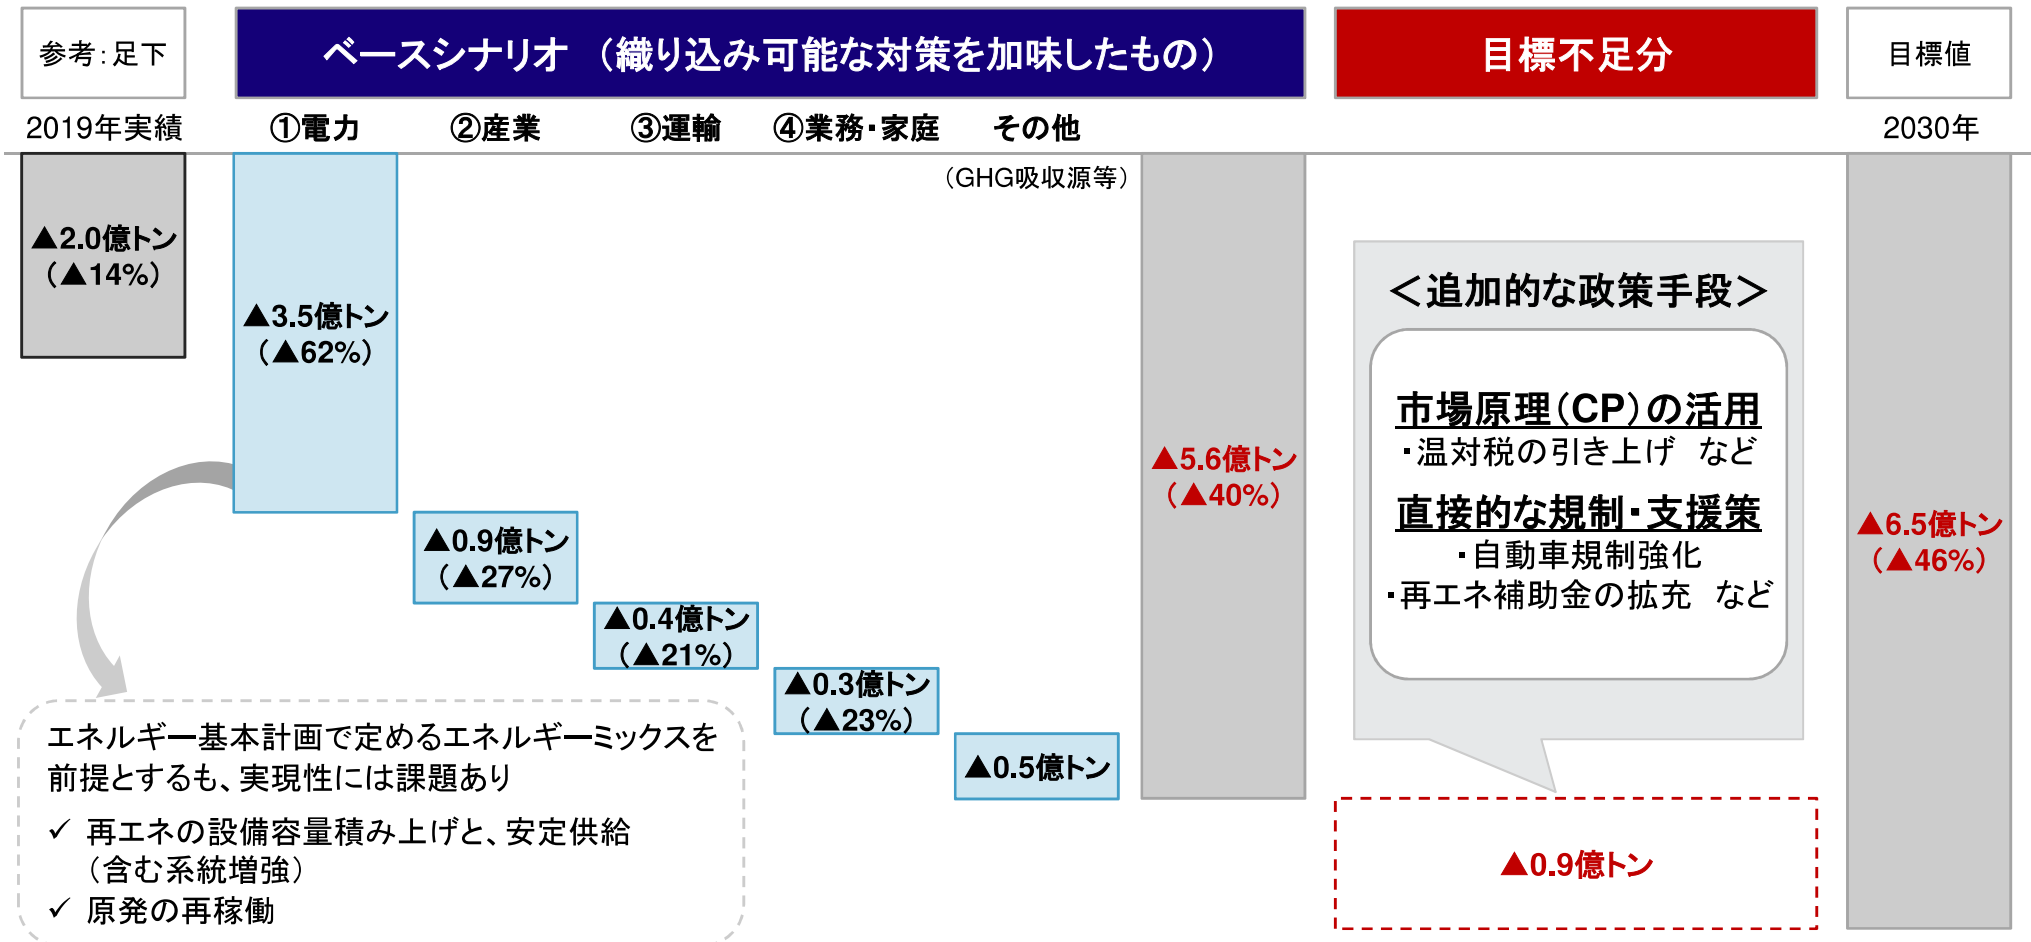 参考：足下
ベースシナリオ （織り込み可能な対策を加味したもの）
目標不足分
目標値
2019年実績
①電力
②産業
③運輸
④業務・家庭
その他
2030年
（GHG吸収源等）
▲2.0億トン
（▲14%）
▲3.5億トン
（▲62%）
▲0.9億トン
（▲27%）
▲0.4億トン
（▲21%）
▲0.3億トン
（▲23%）
▲0.5億トン
▲5.6億トン
（▲40%）
＜追加的な政策手段＞
市場原理（CP）の活用
・温対税の引き上げ など
直接的な規制・支援策
・自動車規制強化
・再エネ補助金の拡充 など
▲0.9億トン
▲6.5億トン
（▲46%）
エネルギー基本計画で定めるエネルギーミックスを
前提とするも、実現性には課題あり
✓ 再エネの設備容量積み上げと、安定供給
（含む系統増強）
✓ 原発の再稼働